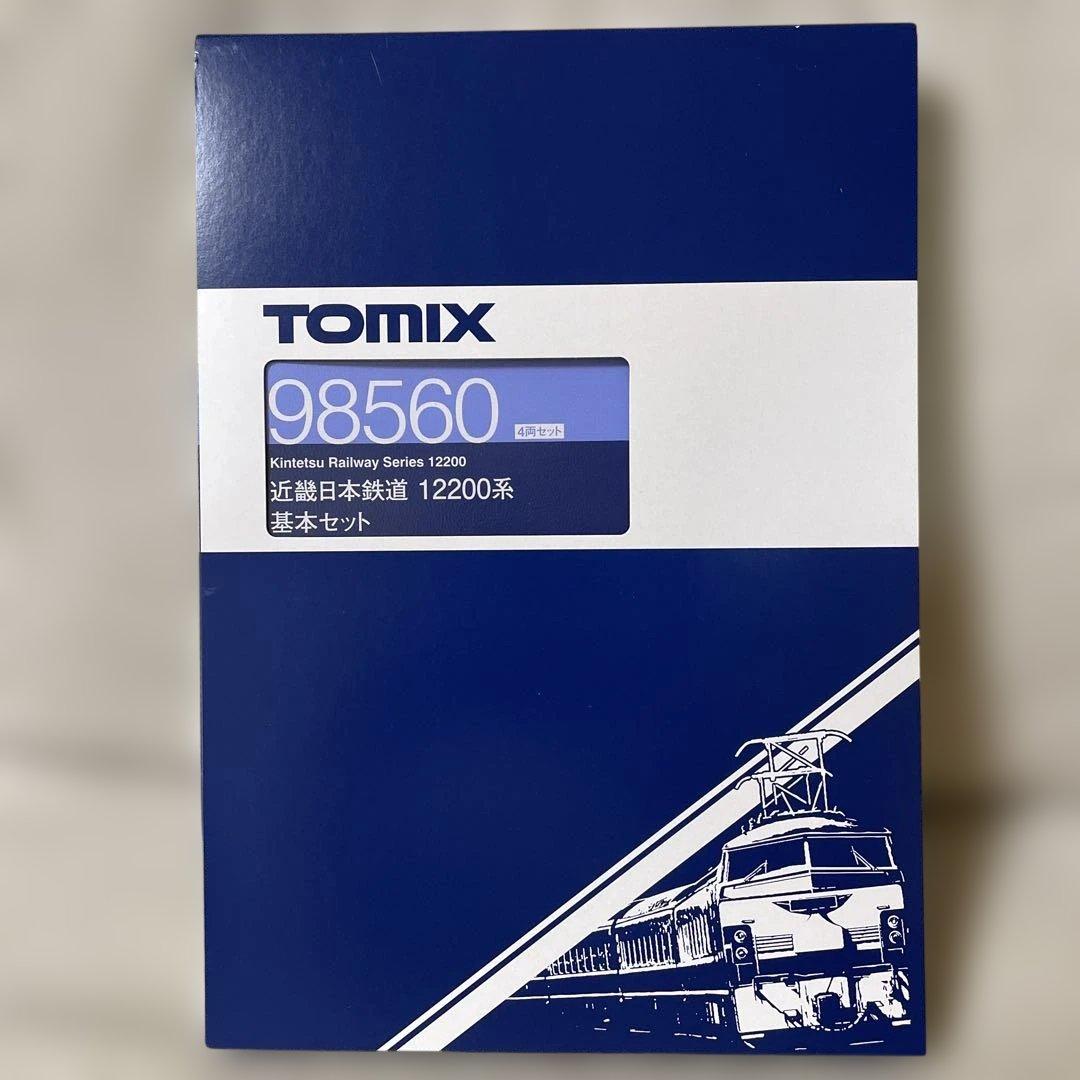 TOMIX
98560 4両セット
Kintetsu Railway Series 12200
近畿日本鉄道 12200系
基本セット